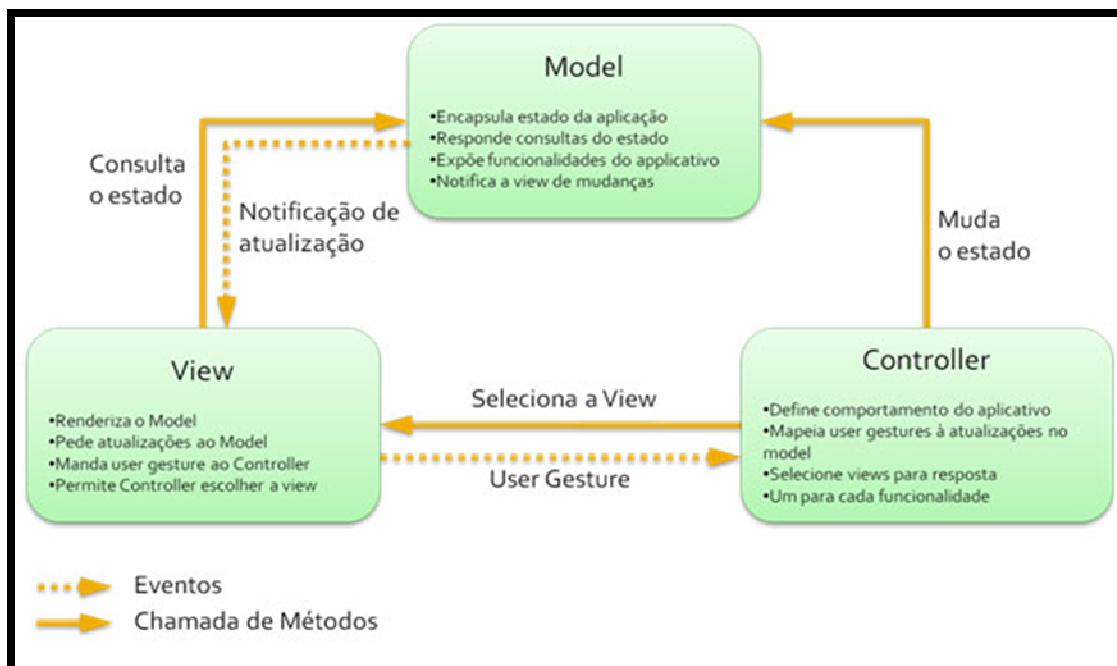 Model
•Encapsula estado da aplicação
•Responde consultas do estado
•Expõe funcionalidades do applicativo
•Notifica a view de mudanças
Consulta
o estado
Notificação de
atualização
Muda
o estado
View
•Renderiza o Model
•Pede atualizações ao Model
•Manda user gesture ao Controller
•Permite Controller escolher a view
Seleciona a View
User Gesture
Controller
•Define comportamento do aplicativo
•Mapeia user gestures à atualizações no
model
•Selecione views para resposta
•Um para cada funcionalidade
Eventos
Chamada de Métodos